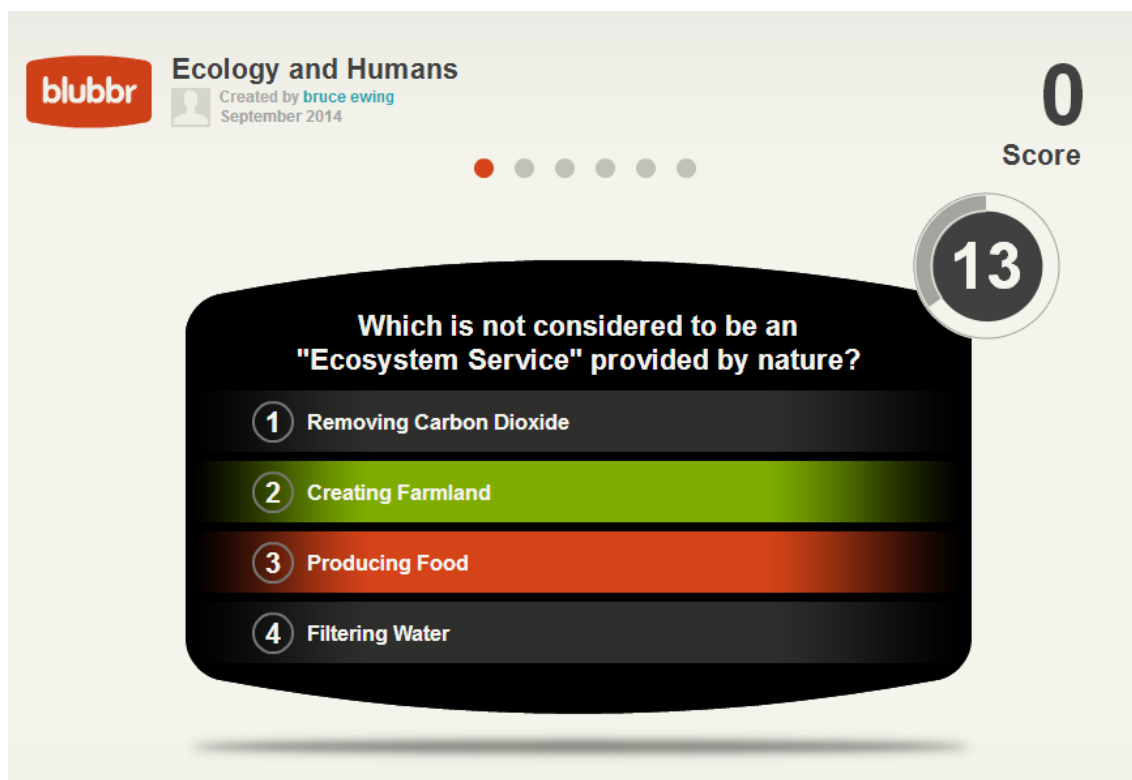 blubbr
Ecology and Humans
Created by bruce ewing
September 2014
0
Score
13
Which is not considered to be an
"Ecosystem Service" provided by nature?
1 Removing Carbon Dioxide
2 Creating Farmland
3 Producing Food
4 Filtering Water